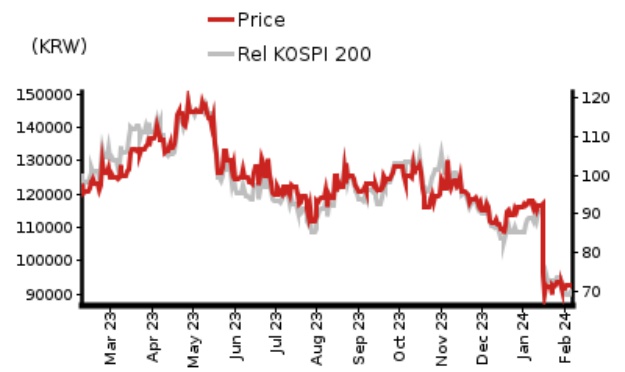 Price
(KRW)
Rel KOSPI 200
150000
120
140000
110
130000
100
120000
90
110000
80
100000
70
90000
Mar 23
Apr 23
May 23
Jun 23
Jul 23
Aug 23
Sep 23
Oct 23
Nov 23
Dec 23
Jan 24
Feb 24